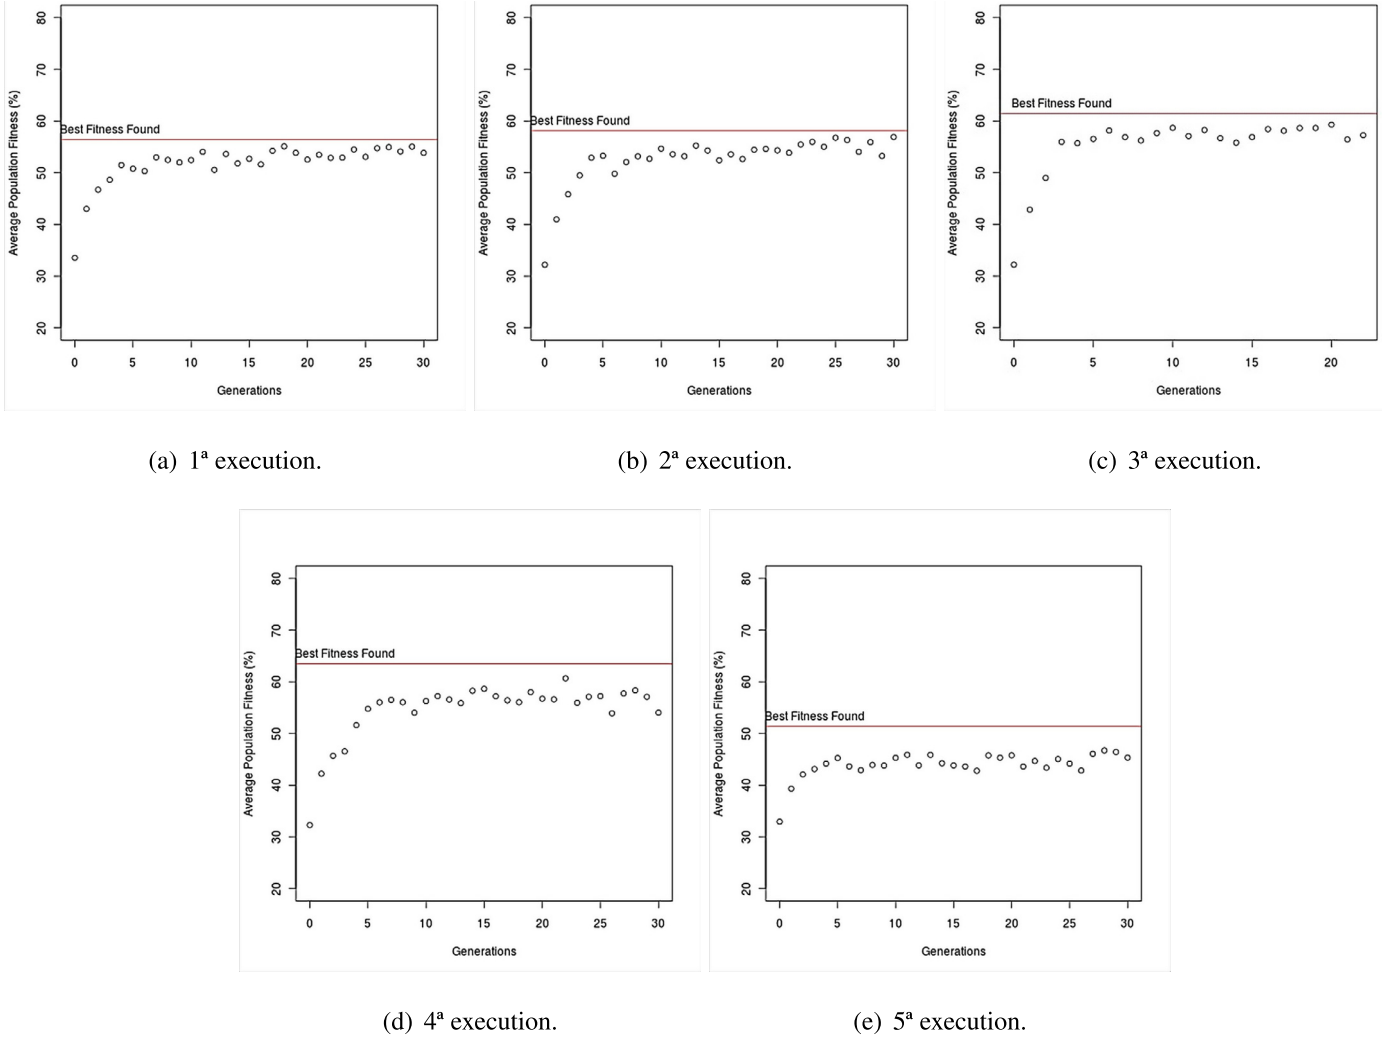 80
70
60
50
40
30
20
Average Population Fitness (%)
Best Fitness Found
0 5 10 15 20 25 30
Generations
(a) 1ª execution.
80
70
60
50
40
30
20
Average Population Fitness (%)
Best Fitness Found
0 5 10 15 20 25 30
Generations
(b) 2ª execution.
80
70
60
50
40
30
20
Average Population Fitness (%)
Best Fitness Found
0 5 10 15 20
Generations
(c) 3ª execution.
80
70
60
50
40
30
20
Average Population Fitness (%)
Best Fitness Found
0 5 10 15 20 25 30
Generations
(d) 4ª execution.
80
70
60
50
40
30
20
Average Population Fitness (%)
Best Fitness Found
0 5 10 15 20 25 30
Generations
(e) 5ª execution.